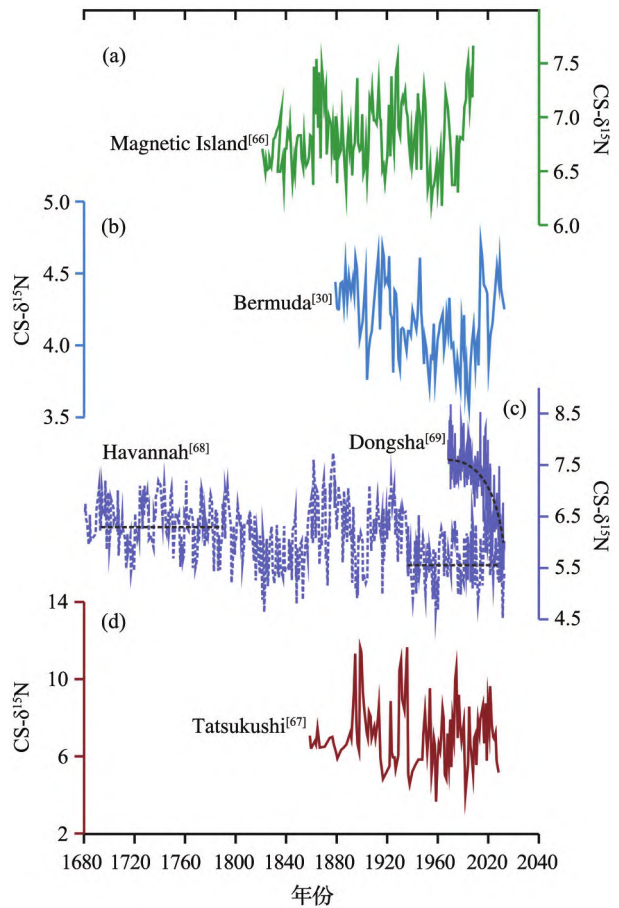 (a)
7.5
7.0
6.5
6.0
CS-δ¹⁵N
Magnetic Island[66]
(b)
5.0
4.5
4.0
3.5
CS-δ¹⁵N
Bermuda[30]
(c)
8.5
7.5
6.5
5.5
4.5
CS-δ¹⁵N
Havannah[68]
Dongsha[69]
(d)
14
10
6
2
CS-δ¹⁵N
Tatsukushi[67]
1680 1720 1760 1800 1840 1880 1920 1960 2020 2040
年份